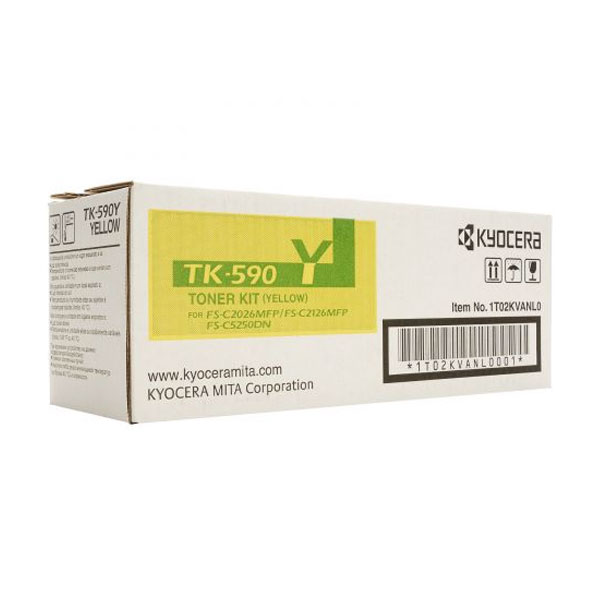 TK-590Y
YELLOW
TK-590 Y
TONER KIT (YELLOW)
FOR FS-C2026MFP/FS-C2126MFP
FS-C5250DN
www.kyoceramita.com
KYOCERA MITA Corporation
KYOCERA
Item No.1T02KVANL0
*1T02KVANL0001*